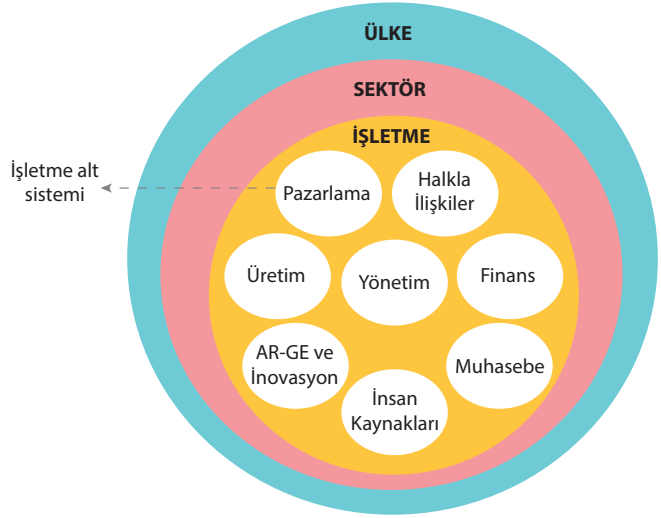 ÜLKE
SEKTÖR
İŞLETME
İşletme alt
sistemi
Pazarlama
Halkla
İlişkiler
Üretim
Yönetim
Finans
AR-GE ve
İnovasyon
Muhasebe
İnsan
Kaynakları